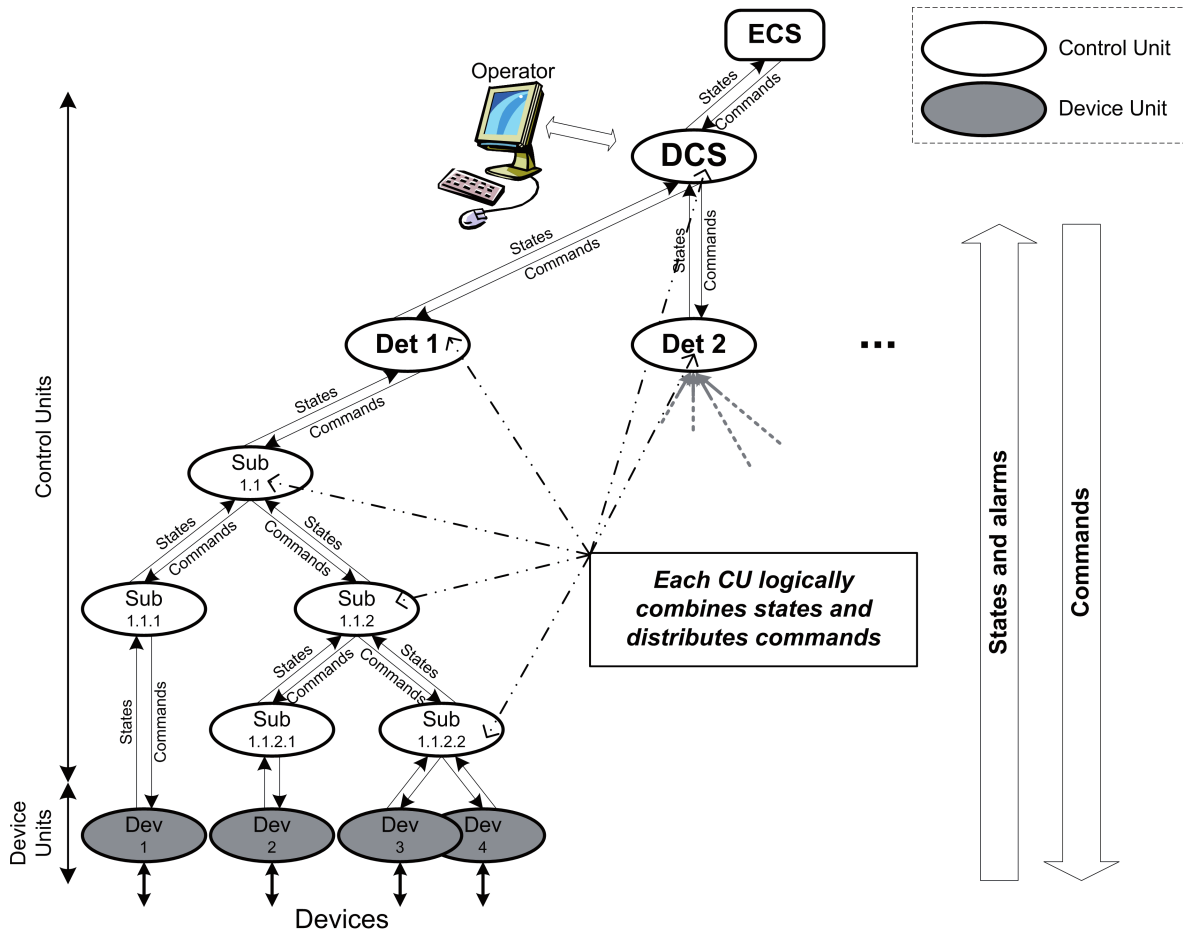 ECS
Control Unit
Device Unit
Operator
States
Commands
DCS
States
Commands
States
Commands
Det 1
Det 2
...
States
Commands
Control Units
Sub
1.1
States
Commands
States
Commands
Each CU logically
combines states and
distributes commands
States and alarms
Commands
Sub
1.1.1
Sub
1.1.2
States
Commands
States
Commands
States
Commands
Sub
1.1.2.1
Sub
1.1.2.2
Device
Units
Dev
1
Dev
2
Dev
3
Dev
4
Devices